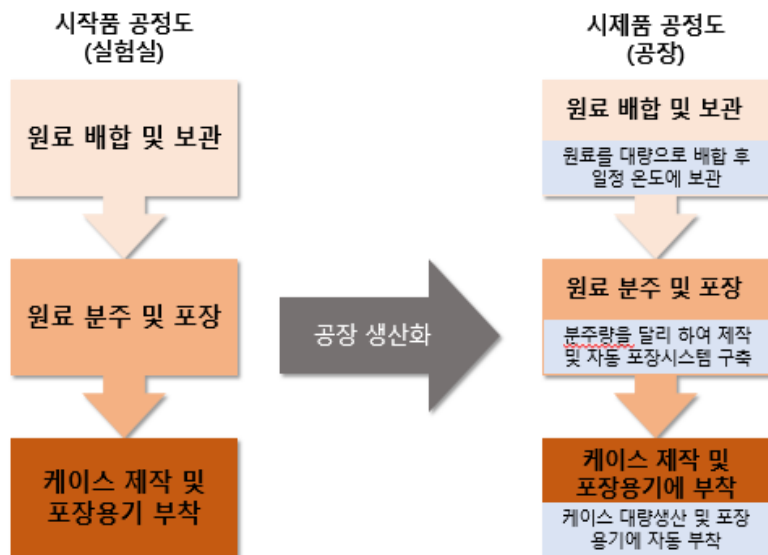 시작품 공정도
(실험실)
원료 배합 및 보관
원료 분주 및 포장
케이스 제작 및
포장용기 부착
공장 생산화
시제품 공정도
(공장)
원료 배합 및 보관
원료를 대량으로 배합 후
일정 온도에 보관
원료 분주 및 포장
분주량을 달리 하여 제작
및 자동 포장시스템 구축
케이스 제작 및
포장용기에 부착
케이스 대량생산 및 포장
용기에 자동 부착